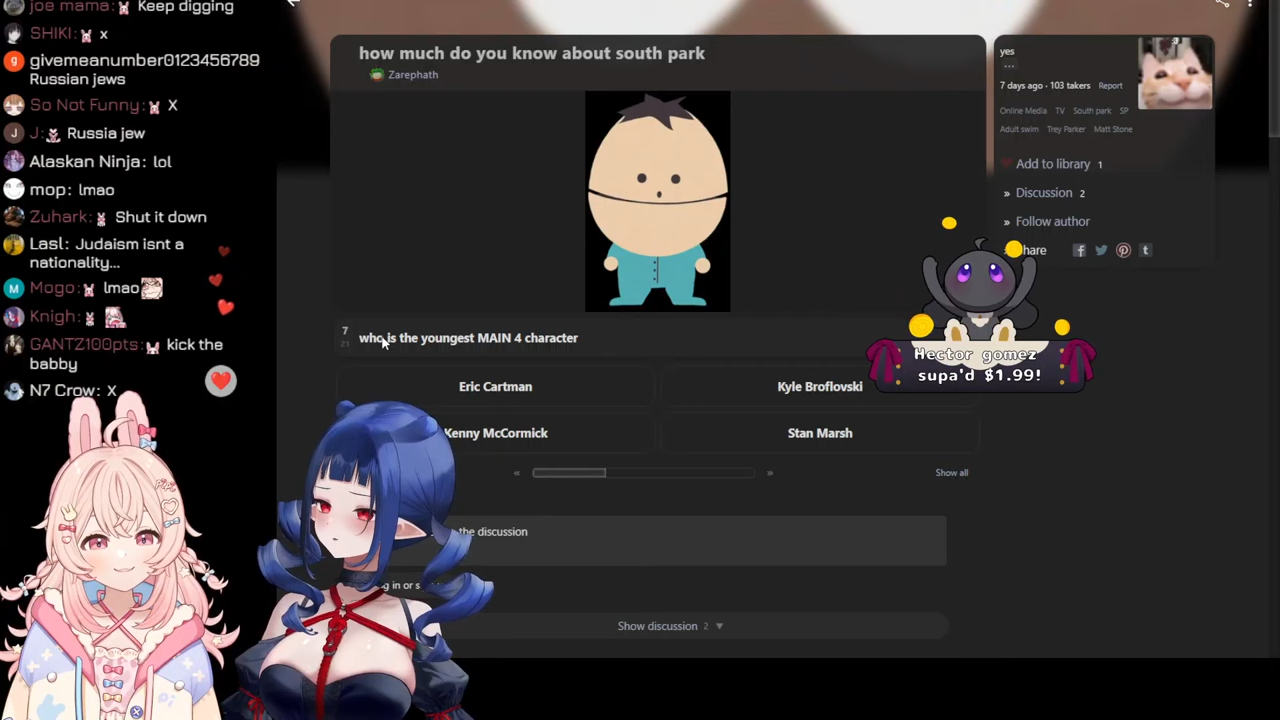 joe mama: Keep digging
SHIKI: x
givemeanumber0123456789
Russian jews
So Not Funny: X
J: Russia jew
Alaskan Ninja: lol
mop: lmao
Zuhark: Shut it down
Lasl: Judaism isnt a
nationality...
Mogo: lmao
Knigh:
GANTZ100pts: kick the
babby
N7 Crow: X
how much do you know about south park
Zarephath
7
21
who is the youngest MAIN 4 character
Eric Cartman
Kyle Broflovski
Kenny McCormick
Stan Marsh
«
»
Show all
the discussion
g in or s
Show discussion 2 ▼
yes
...
7 days ago · 103 takers Report
Online Media TV South park SP
Adult swim Trey Parker Matt Stone
Add to library 1
» Discussion 2
» Follow author
hare
Hector gomez
supa'd $1.99!